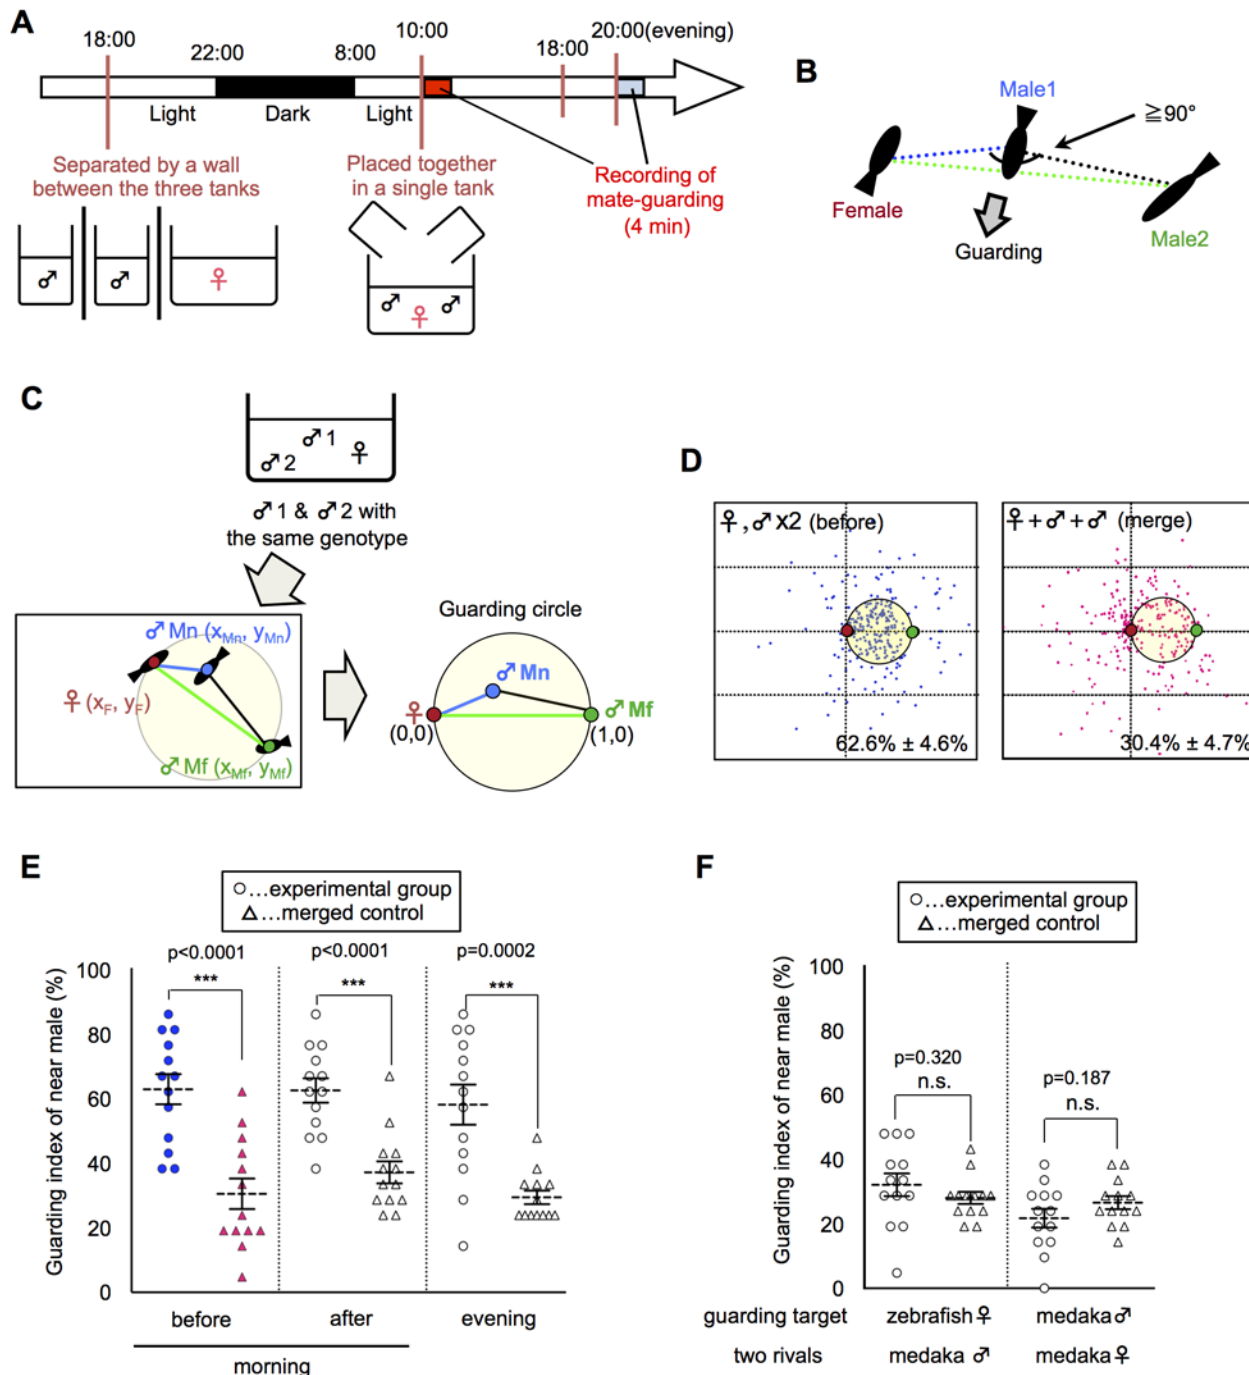 A
18:00
22:00
8:00
10:00
18:00
20:00(evening)
Light
Dark
Light
Separated by a wall
between the three tanks
Placed together
in a single tank
Recording of
mate-guarding
(4 min)
♂
♂
♀
♂ ♀ ♂
B
Male1
≧90°
Female
Male2
Guarding
C
♂1
♂2 ♀
♂1 & ♂2 with
the same genotype
♂Mn (xMn, yMn)
♀ (xF, yF)
♂Mf (xMf, yMf)
Guarding circle
♂Mn
♀
♂Mf
(0,0)
(1,0)
D
♀,♂x2 (before)
62.6% ± 4.6%
♀+♂+♂ (merge)
30.4% ± 4.7%
E
○...experimental group
△...merged control
p<0.0001
p<0.0001
p=0.0002
***
***
***
Guarding index of near male (%)
100
80
60
40
20
0
before
after
evening
morning
F
○...experimental group
△...merged control
Guarding index of near male (%)
100
80
60
40
20
0
p=0.320
n.s.
p=0.187
n.s.
guarding target
zebrafish♀
medaka♂
two rivals
medaka ♂
medaka♀